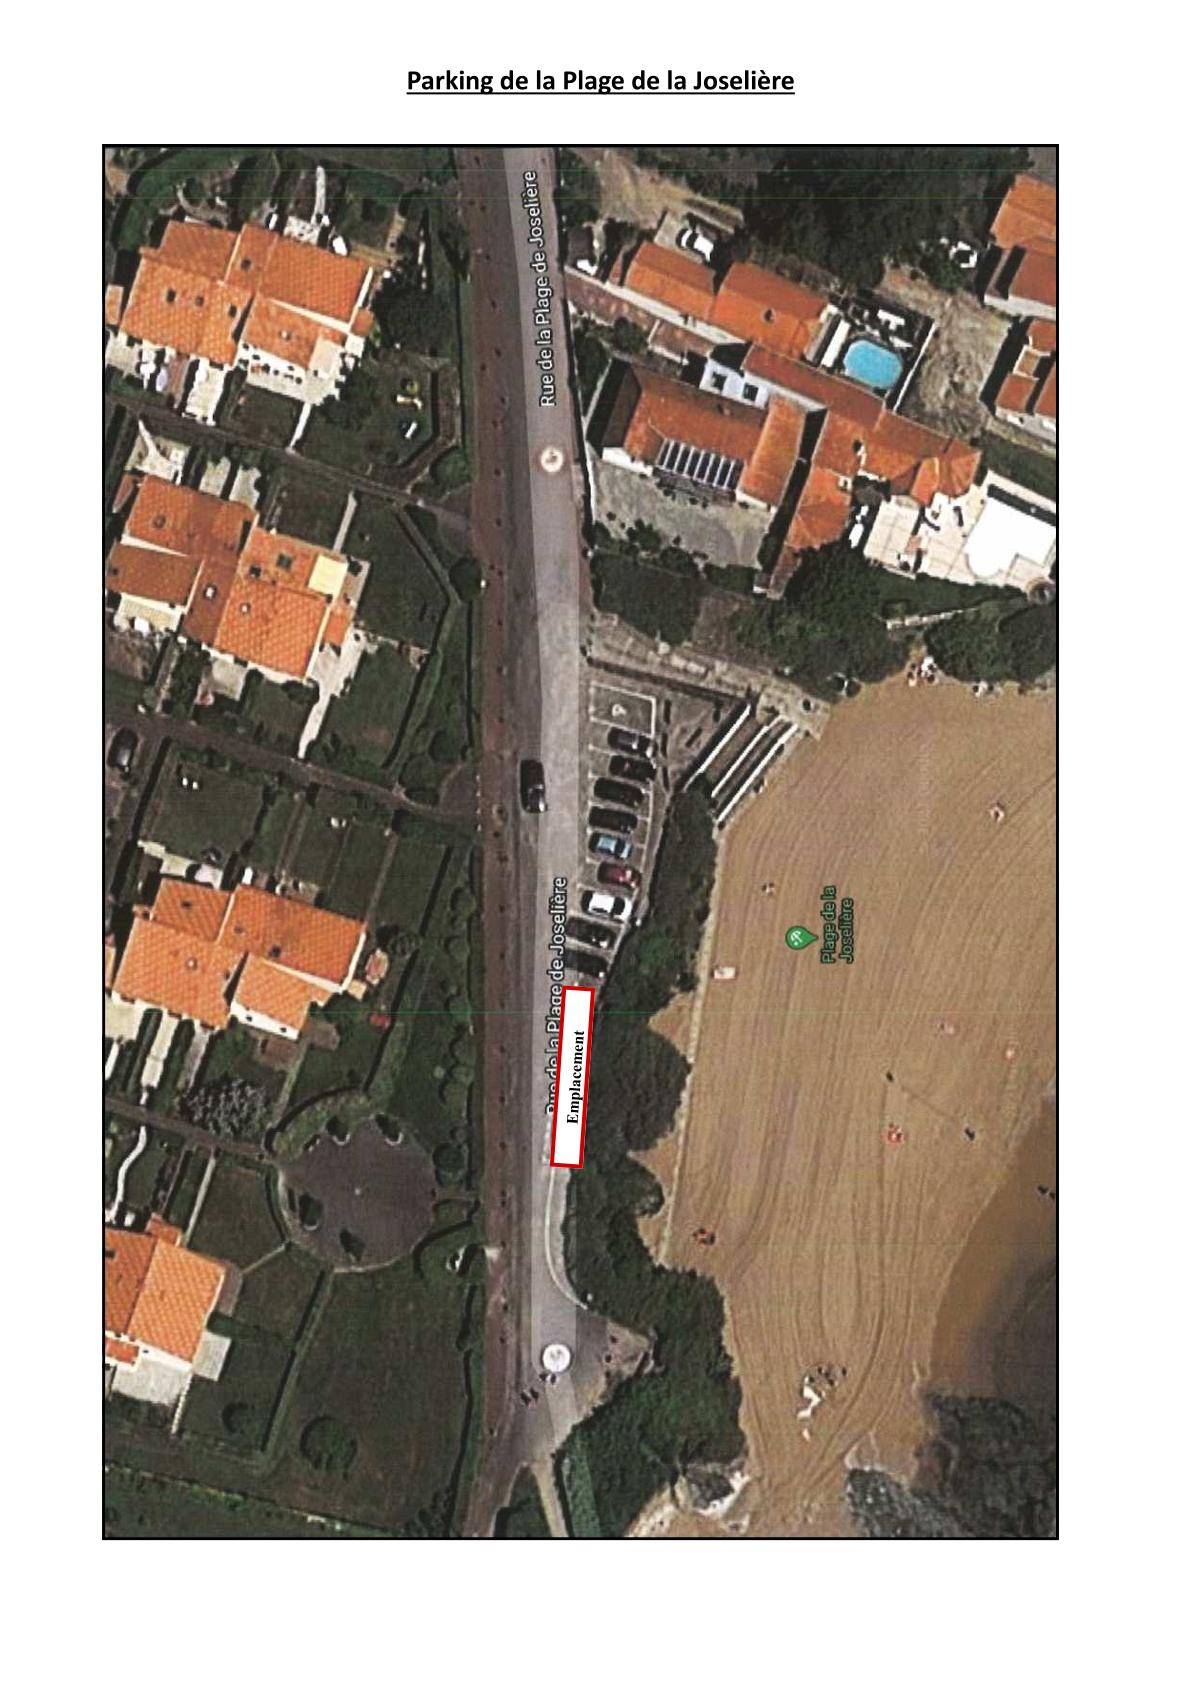 Parking de la Plage de la Joselière
Rue de la Plage de Joselière
Rue de la Plage de Joselière
Plage de la
Joselière
Emplacement